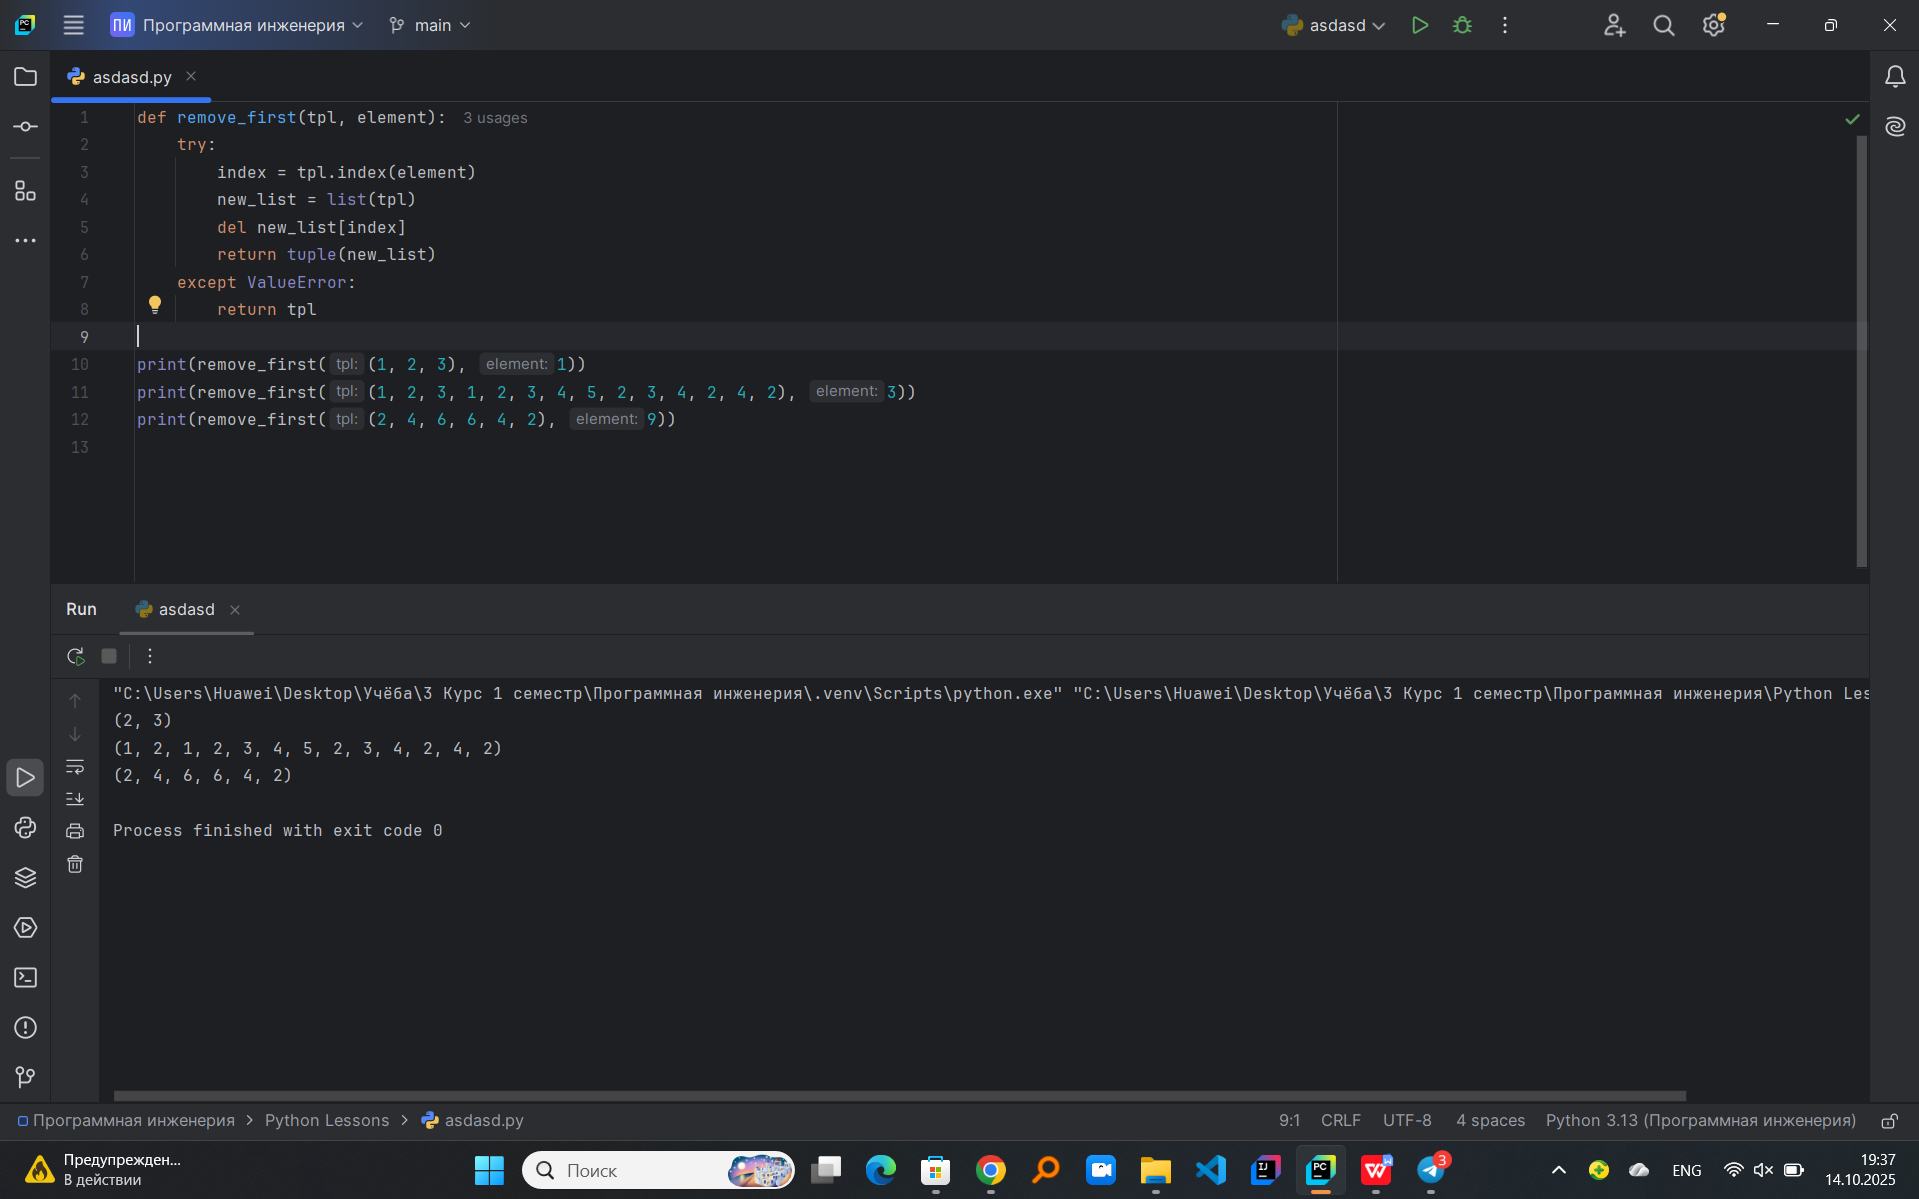 ПИ Программная инженерия main asdasd
asdasd.py
1 def remove_first(tpl, element): 3 usages
2 try:
3 index = tpl.index(element)
4 new_list = list(tpl)
5 del new_list[index]
6 return tuple(new_list)
7 except ValueError:
8 return tpl
9
10 print(remove_first( tpl: (1, 2, 3), element: 1))
11 print(remove_first( tpl: (1, 2, 3, 1, 2, 3, 4, 5, 2, 3, 4, 2, 4, 2), element: 3))
12 print(remove_first( tpl: (2, 4, 6, 6, 4, 2), element: 9))
13
Run asdasd
"C:\Users\Huawei\Desktop\Учёба\3 Курс 1 семестр\Программная инженерия\.venv\Scripts\python.exe" "C:\Users\Huawei\Desktop\Учёба\3 Курс 1 семестр\Программная инженерия\Python Les
(2, 3)
(1, 2, 1, 2, 3, 4, 5, 2, 3, 4, 2, 4, 2)
(2, 4, 6, 6, 4, 2)
Process finished with exit code 0
Программная инженерия > Python Lessons > asdasd.py 9:1 CRLF UTF-8 4 spaces Python 3.13 (Программная инженерия)
Предупрежден...
В действии
Поиск
3
ENG
19:37
14.10.2025